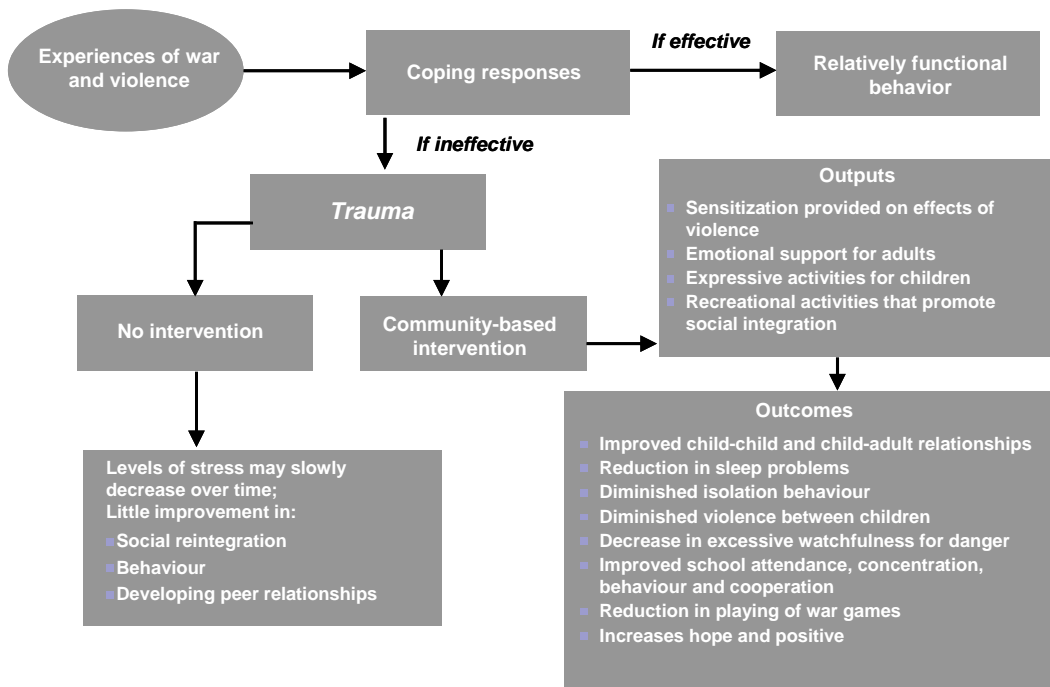 Experiences of war
and violence
Coping responses
If effective
Relatively functional
behavior
If ineffective
Trauma
Outputs
Sensitization provided on effects of
violence
Emotional support for adults
Expressive activities for children
Recreational activities that promote
social integration
No intervention
Community-based
intervention
Levels of stress may slowly
decrease over time;
Little improvement in:
Social reintegration
Behaviour
Developing peer relationships
Outcomes
Improved child-child and child-adult relationships
Reduction in sleep problems
Diminished isolation behaviour
Diminished violence between children
Decrease in excessive watchfulness for danger
Improved school attendance, concentration,
behaviour and cooperation
Reduction in playing of war games
Increases hope and positive